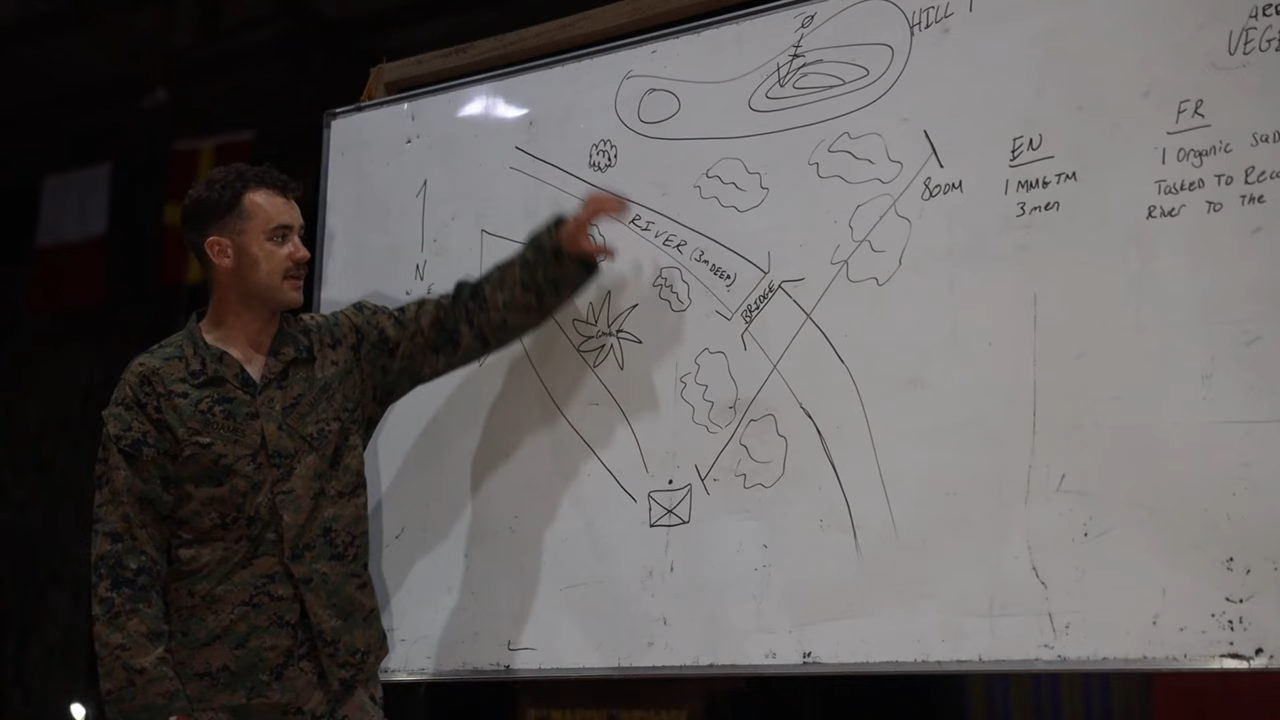 HILL
N
W E
RIVER (3m DEEP)
BRIDGE
800M
EN
1 MMG TM
3 men
FR
1 Organic
TASKED TO
River To THE